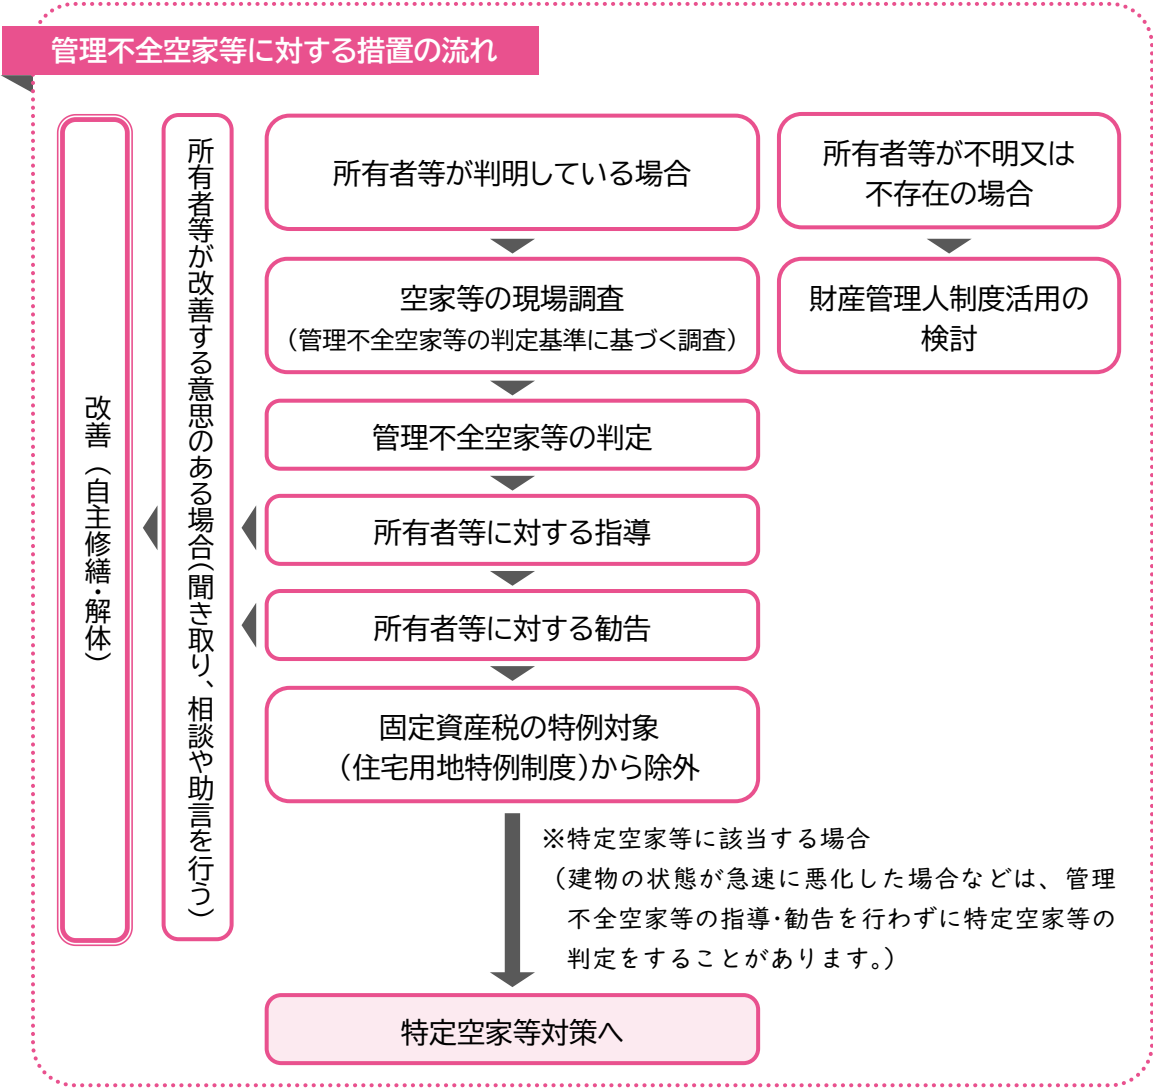 管理不全空家等に対する措置の流れ
改善（自主修繕・解体）
所有者等が改善する意思のある場合（聞き取り、相談や助言を行う）
所有者等が判明している場合
空家等の現場調査
（管理不全空家等の判定基準に基づく調査）
管理不全空家等の判定
所有者等に対する指導
所有者等に対する勧告
固定資産税の特例対象
（住宅用地特例制度）から除外
※特定空家等に該当する場合
（建物の状態が急速に悪化した場合などは、管理
不全空家等の指導・勧告を行わずに特定空家等の
判定をすることがあります。）
特定空家等対策へ
所有者等が不明又は
不存在の場合
財産管理人制度活用の
検討